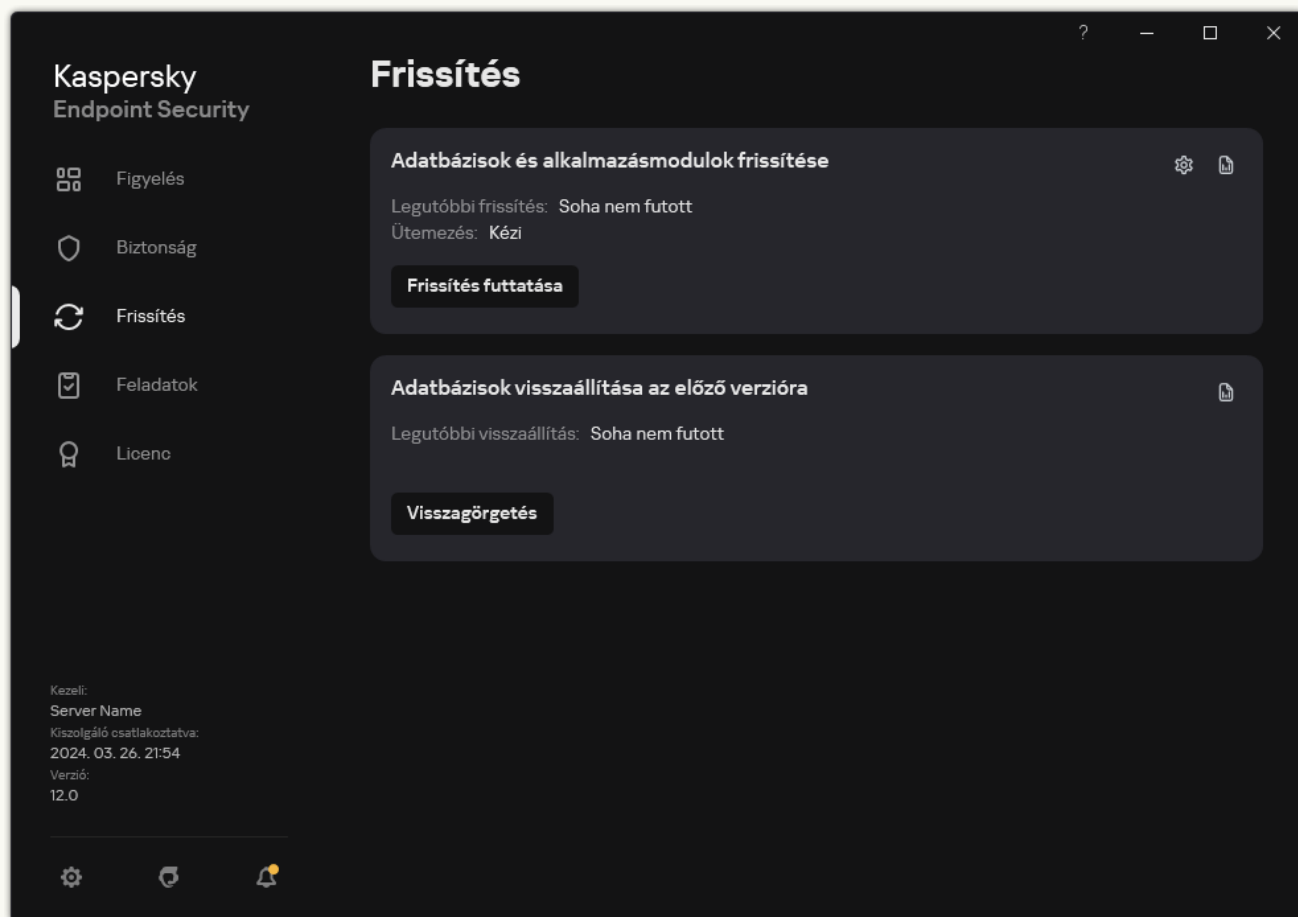 Kaspersky
Endpoint Security
Figyelés
Biztonság
Frissítés
Feladatok
Licenc
Kezeli:
Server Name
Kiszolgáló csatlakoztatva:
2024. 03. 26. 21:54
Verzió:
12.0
?
Frissítés
Adatbázisok és alkalmazásmodulok frissítése
Legutóbbi frissítés: Soha nem futott
Ütemezés: Kézi
Frissítés futtatása
Adatbázisok visszaállítása az előző verzióra
Legutóbbi visszaállítás: Soha nem futott
Visszagörgetés